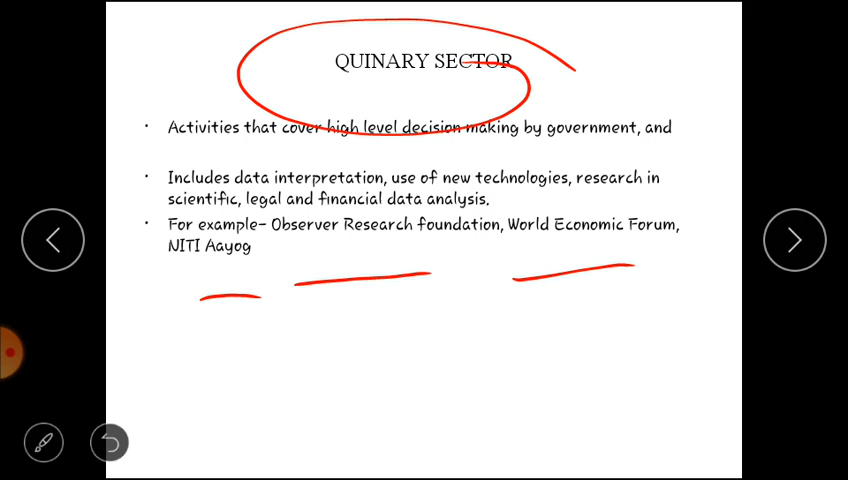 QUINARY SECTOR
• Activities that cover high level decision making by government, and
• Includes data interpretation, use of new technologies, research in
scientific, legal and financial data analysis.
• For example- Observer Research foundation, World Economic Forum,
NITI Aayog